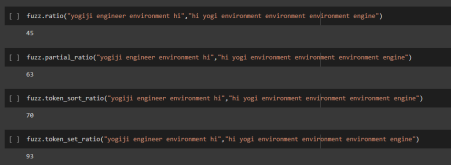 [ ] fuzz.ratio("yogiji engineer environment hi","hi yogi environment environment environment engine")
45
[ ] fuzz.partial_ratio("yogiji engineer environment hi","hi yogi environment environment environment engine")
63
[ ] fuzz.token_sort_ratio("yogiji engineer environment hi","hi yogi environment environment environment engine")
70
[ ] fuzz.token_set_ratio("yogiji engineer environment hi","hi yogi environment environment environment engine")
93